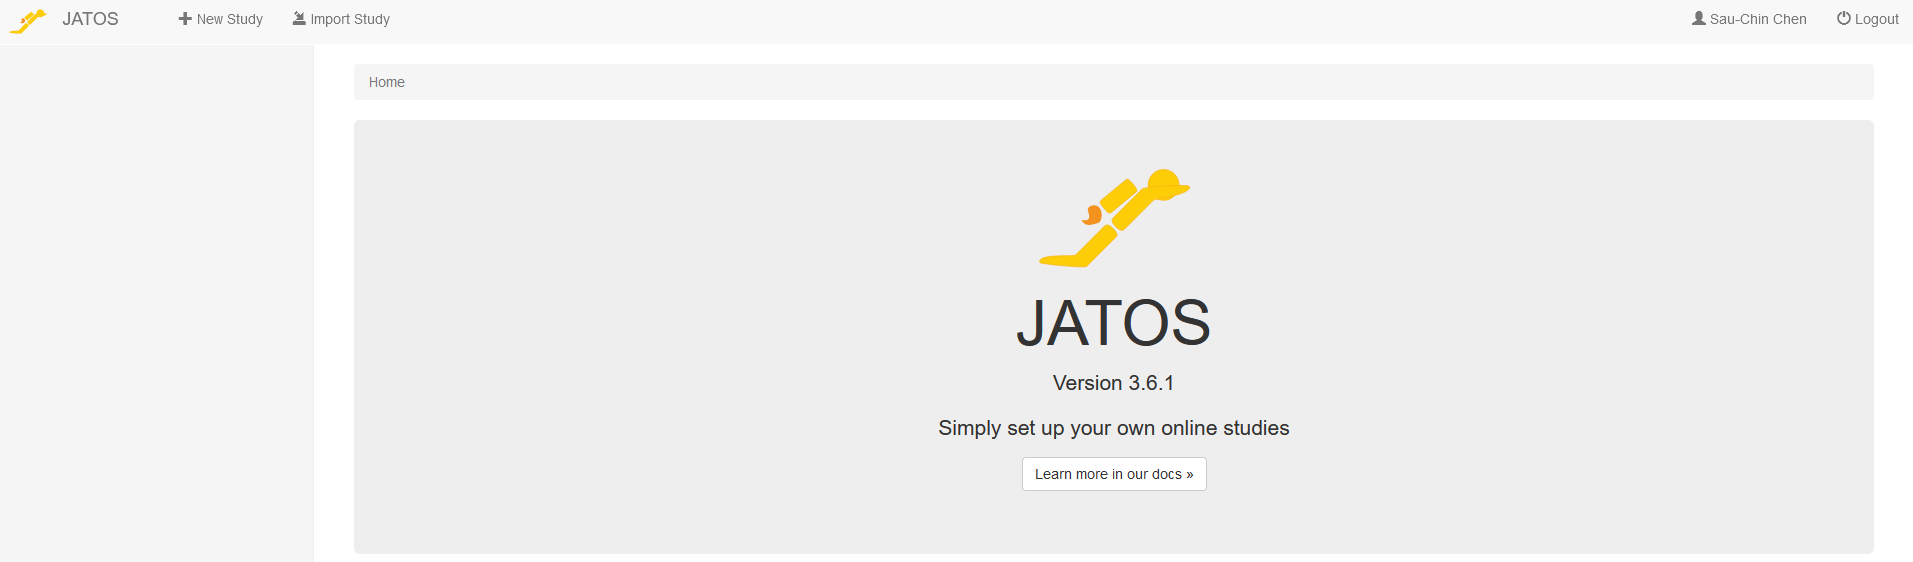 JATOS New Study Import Study Sau-Chin Chen Logout
Home
JATOS
Version 3.6.1
Simply set up your own online studies
Learn more in our docs »